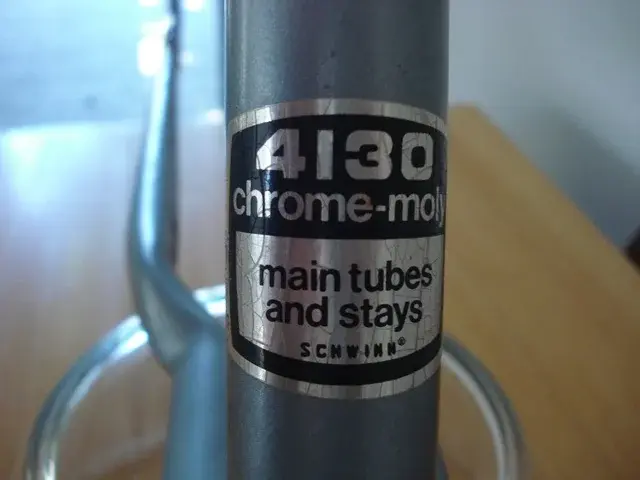 4130
chrome-moly
main tubes
and stays
SCHWINN®